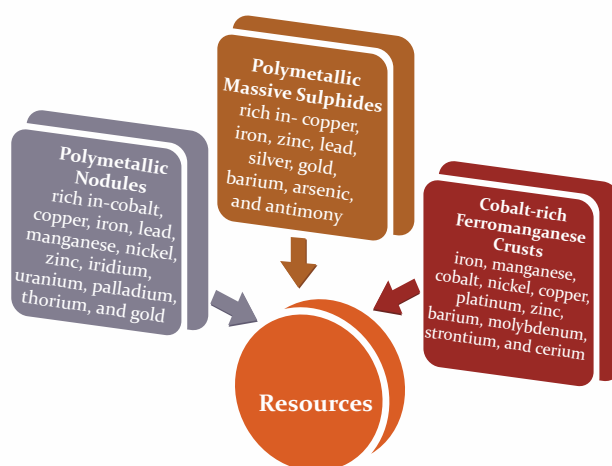 Polymetallic
Nodules
rich in-cobalt,
copper, iron, lead,
manganese, nickel,
zinc, iridium,
uranium, palladium,
thorium, and gold
Polymetallic
Massive Sulphides
rich in- copper,
iron, zinc, lead,
silver, gold,
barium, arsenic,
and antimony
Cobalt-rich
Ferromanganese
Crusts
iron, manganese,
cobalt, nickel, copper,
platinum, zinc,
barium, molybdenum,
strontium, and cerium
Resources